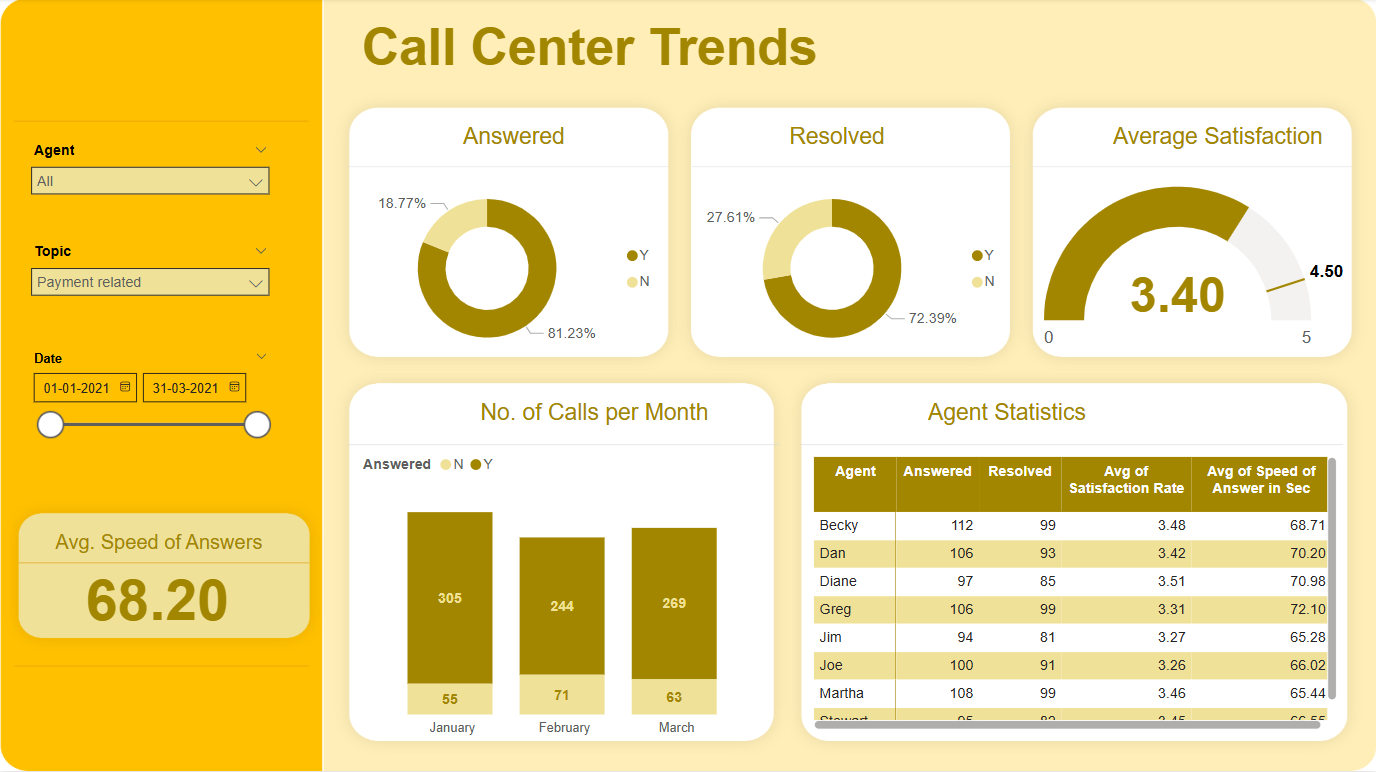 Call Center Trends
Agent
All
Topic
Payment related
Date
01-01-2021 31-03-2021
Avg. Speed of Answers
68.20
Answered
18.77%
81.23%
Y
N
Resolved
27.61%
72.39%
Y
N
Average Satisfaction
4.50
3.40
0 5
No. of Calls per Month
Answered N Y
305 244 269
55 71 63
January February March
Agent Statistics
Agent Answered Resolved Avg of Satisfaction Rate Avg of Speed of Answer in Sec
Becky 112 99 3.48 68.71
Dan 106 93 3.42 70.20
Diane 97 85 3.51 70.98
Greg 106 99 3.31 72.10
Jim 94 81 3.27 65.28
Joe 100 91 3.26 66.02
Martha 108 99 3.46 65.44